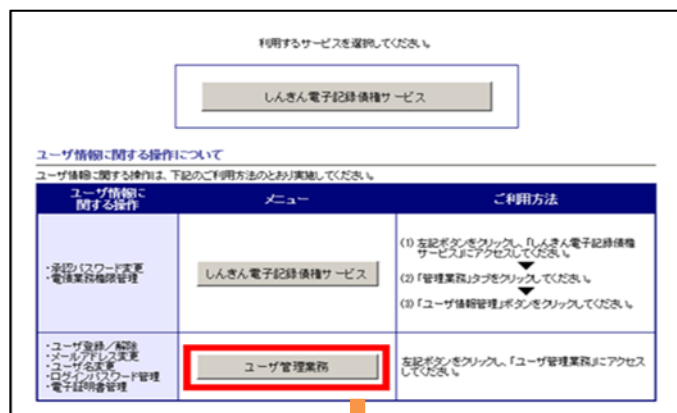 利用するサービスを選択してください。
しんきん電子記録債権サービス
ユーザ情報に関する操作について
ユーザ情報に関する操作は、下記のご利用方法のとおり実施してください。
ユーザ情報に
関する操作
メニュー
ご利用方法
・承認パスワード変更
・電債業務権限管理
しんきん電子記録債権サービス
(1) 左記ボタンをクリックし、「しんきん電子記録債権
サービス」にアクセスしてください。
(2) 「管理業務」タブをクリックしてください。
(3) 「ユーザ情報管理」ボタンをクリックしてください。
・ユーザ登録／解除
・メールアドレス変更
・ユーザ名変更
・ログインパスワード管理
・電子証明書管理
ユーザ管理業務
左記ボタンをクリックし、「ユーザ管理業務」にアクセス
してください。